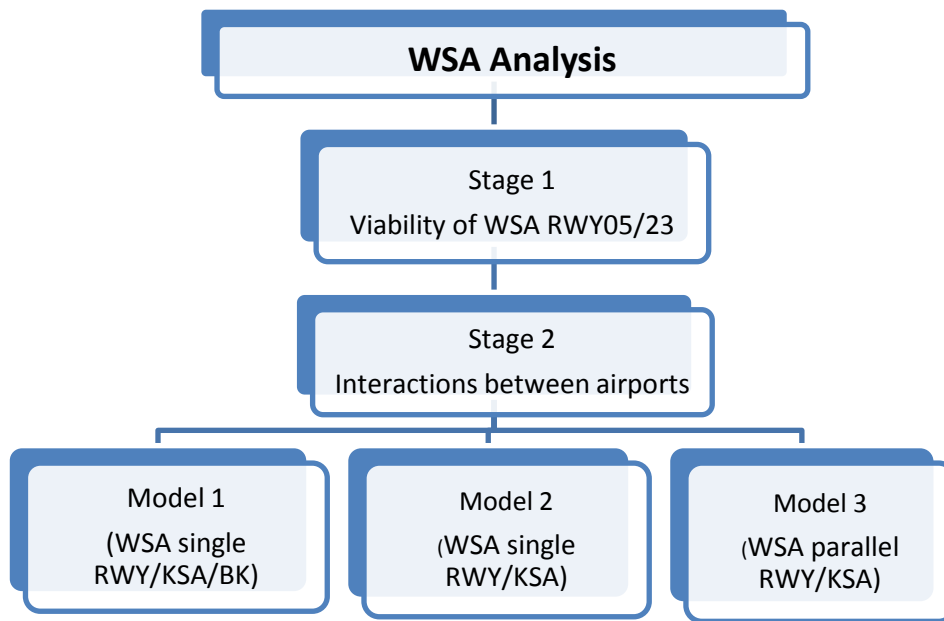 WSA Analysis
Stage 1
Viability of WSA RWY05/23
Stage 2
Interactions between airports
Model 1
(WSA single
RWY/KSA/BK)
Model 2
(WSA single
RWY/KSA)
Model 3
(WSA parallel
RWY/KSA)